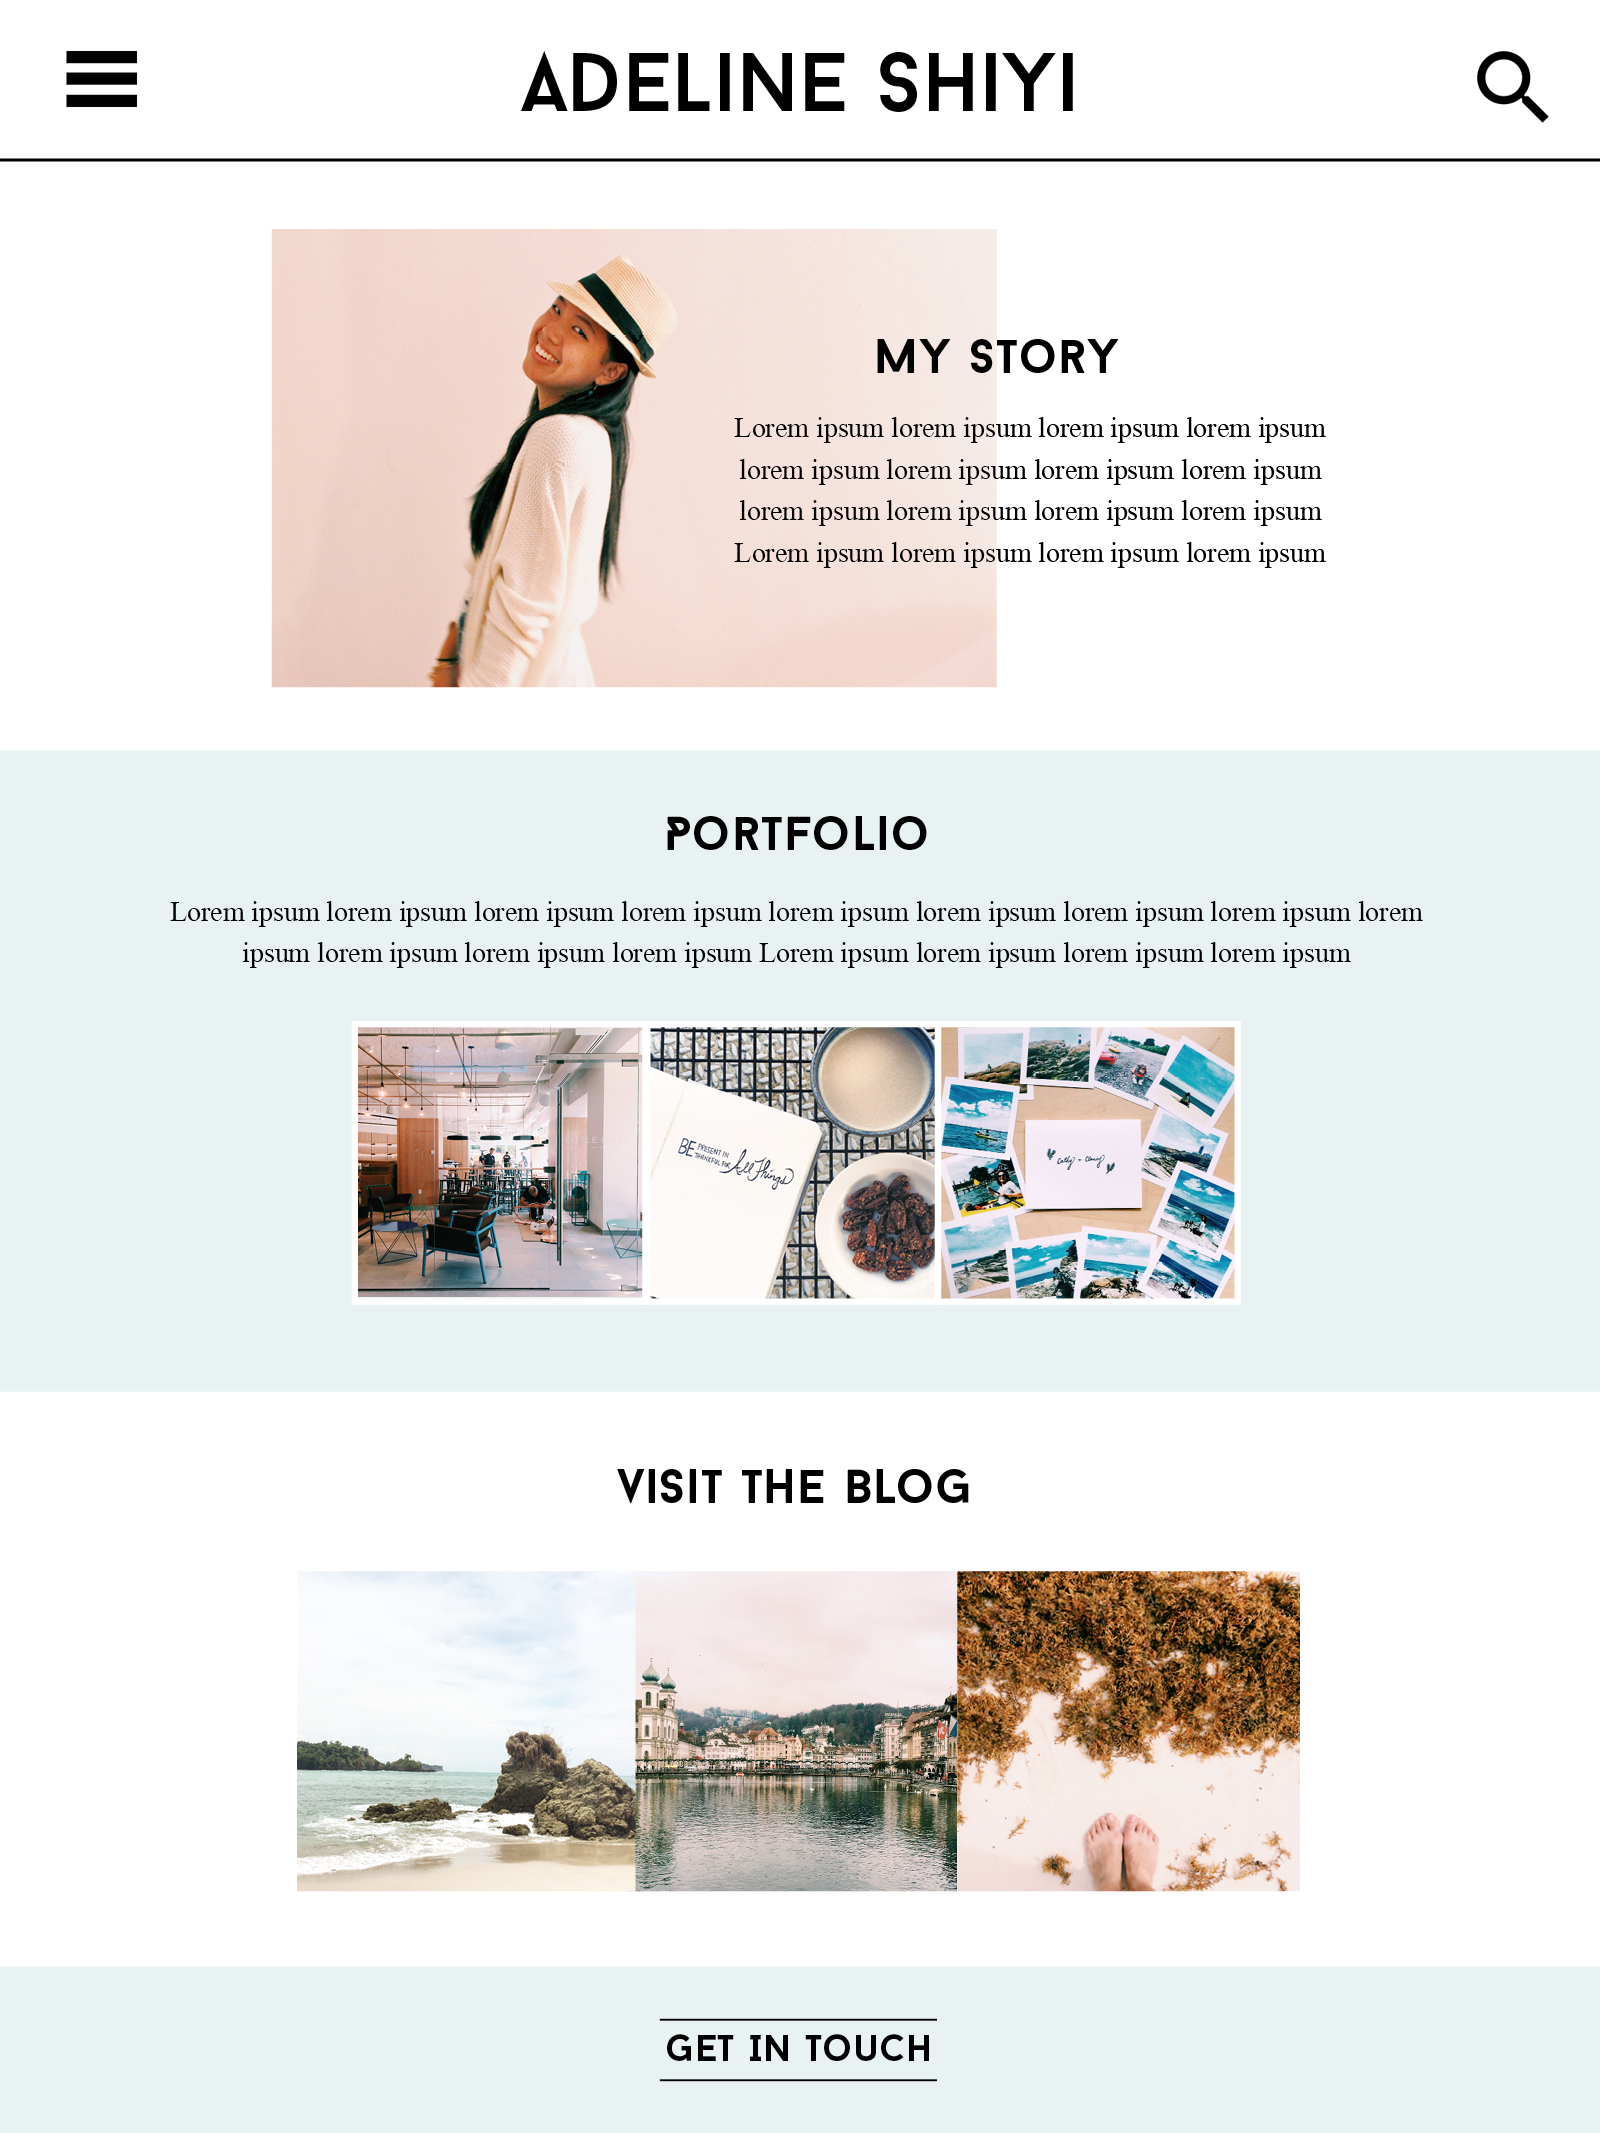 ADELINE SHIYI
MY STORY
Lorem ipsum lorem ipsum lorem ipsum lorem ipsum
lorem ipsum lorem ipsum lorem ipsum lorem ipsum
lorem ipsum lorem ipsum lorem ipsum lorem ipsum
Lorem ipsum lorem ipsum lorem ipsum lorem ipsum
PORTFOLIO
Lorem ipsum lorem ipsum lorem ipsum lorem ipsum lorem ipsum lorem ipsum lorem ipsum lorem ipsum lorem
ipsum lorem ipsum lorem ipsum lorem ipsum Lorem ipsum lorem ipsum lorem ipsum lorem ipsum
BE PRESENT IN
THANKFUL FOR All Things
VISIT THE BLOG
GET IN TOUCH